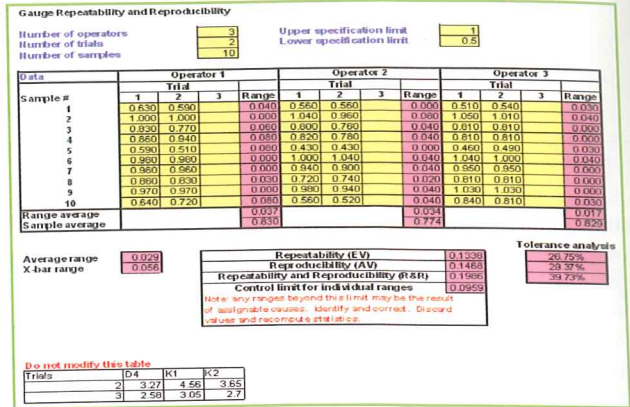 Gauge Repeatability and Reproducibility
Number of operators 3 Upper specification limit 1
Number of trials 2 Lower specification limit 0.5
Number of samples 10
Data Operator 1 Operator 2 Operator 3
Trial Trial Trial
Sample # 1 2 3 Range 1 2 3 Range 1 2 3 Range
1 0.630 0.590 0.040 0.560 0.560 0.000 0.510 0.540 0.030
2 1.000 1.000 0.000 1.040 0.960 0.080 1.050 1.010 0.040
3 0.830 0.770 0.060 0.800 0.760 0.040 0.810 0.810 0.000
4 0.860 0.940 0.080 0.820 0.780 0.040 0.810 0.810 0.000
5 0.590 0.510 0.080 0.430 0.430 0.000 0.460 0.490 0.030
6 0.980 0.980 0.000 1.000 1.040 0.040 1.040 1.000 0.040
7 0.960 0.960 0.000 0.940 0.900 0.040 0.950 0.950 0.000
8 0.860 0.830 0.030 0.720 0.740 0.020 0.810 0.810 0.000
9 0.970 0.970 0.000 0.980 0.940 0.040 1.030 1.030 0.000
10 0.640 0.720 0.080 0.560 0.520 0.040 0.840 0.810 0.030
Range average 0.037 0.034 0.017
Sample average 0.830 0.774 0.829
Tolerance analysis
Average range 0.029 Repeatability (EV) 0.1338 26.75%
X-bar range 0.056 Reproducibility (AV) 0.1468 29.37%
Repeatability and Reproducibility (R&R) 0.1986 39.73%
Control limit for individual ranges 0.0959
Note: any ranges beyond this limit may be the result
of assignable causes. Identify and correct. Discard
values and recompute statistics.
Do not modify this table
Trials D4 K1 K2
2 3.27 4.56 3.65
3 2.58 3.05 2.7